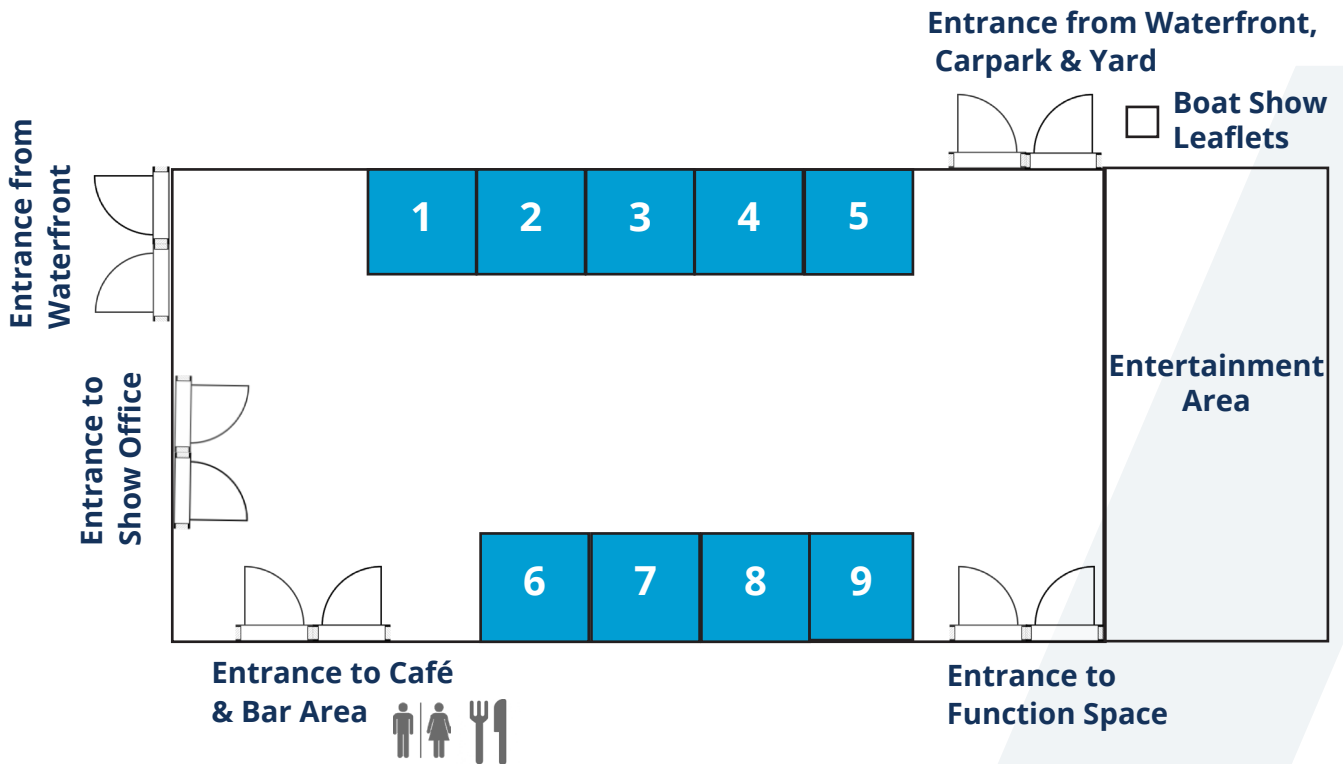 Entrance from Waterfront,
Carpark & Yard
Boat Show
Leaflets
Entrance from
Waterfront
1
2
3
4
5
Entertainment
Area
Entrance to
Show Office
6
7
8
9
Entrance to Café
& Bar Area
Entrance to
Function Space